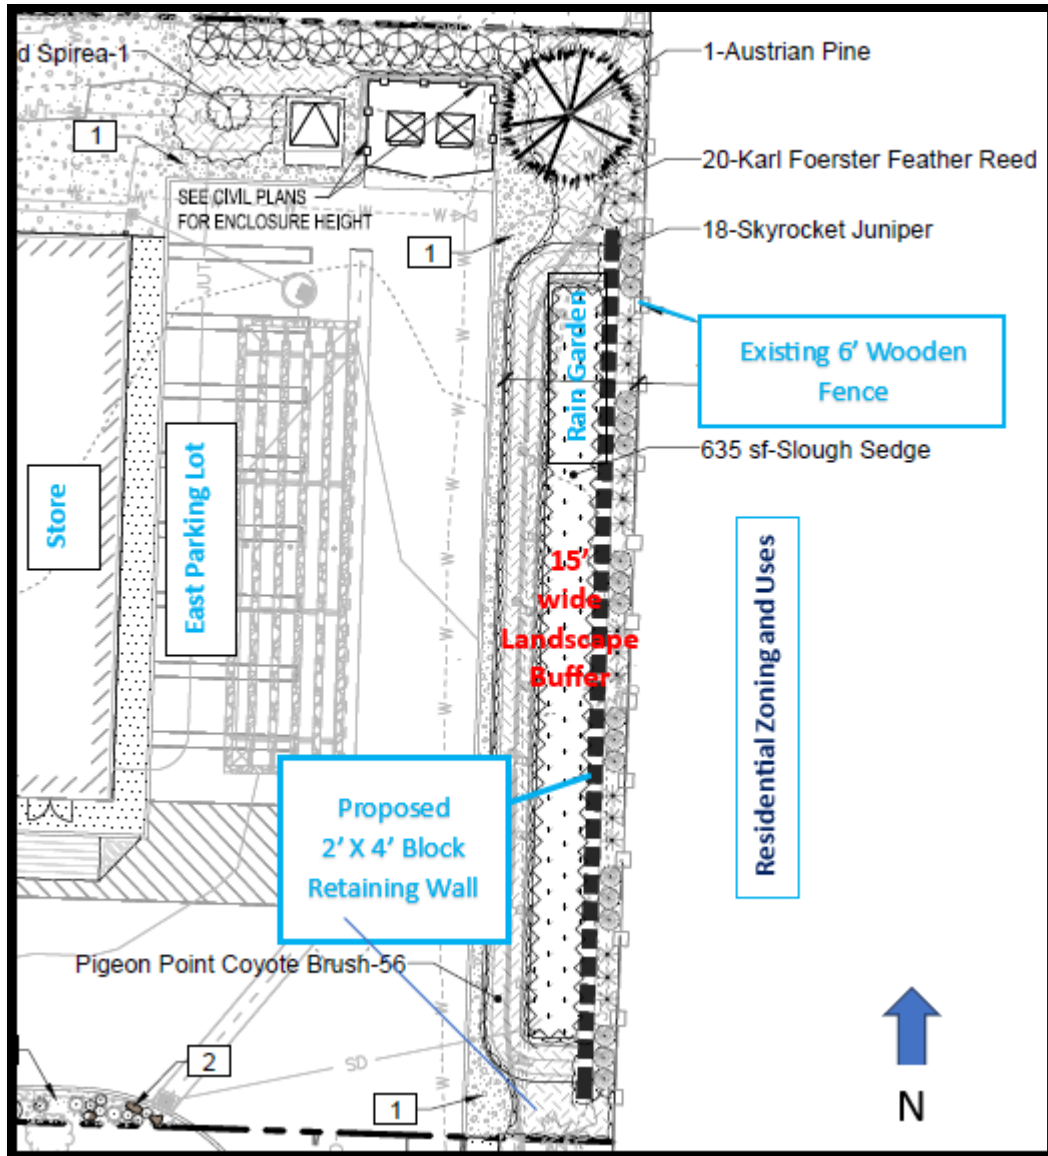 d Spirea-1
1-Austrian Pine
1
20-Karl Foerster Feather Reed
SEE CIVIL PLANS
FOR ENCLOSURE HEIGHT
W
18-Skyrocket Juniper
1
W
JUT
Rain Garden
Existing 6' Wooden
Fence
W
635 sf-Slough Sedge
East Parking Lot
Store
W
15'
wide
Landscape
Buffer
Residential Zoning and Uses
W
W
Proposed
2' X 4' Block
Retaining Wall
Pigeon Point Coyote Brush-56
W
2
SD
1
N